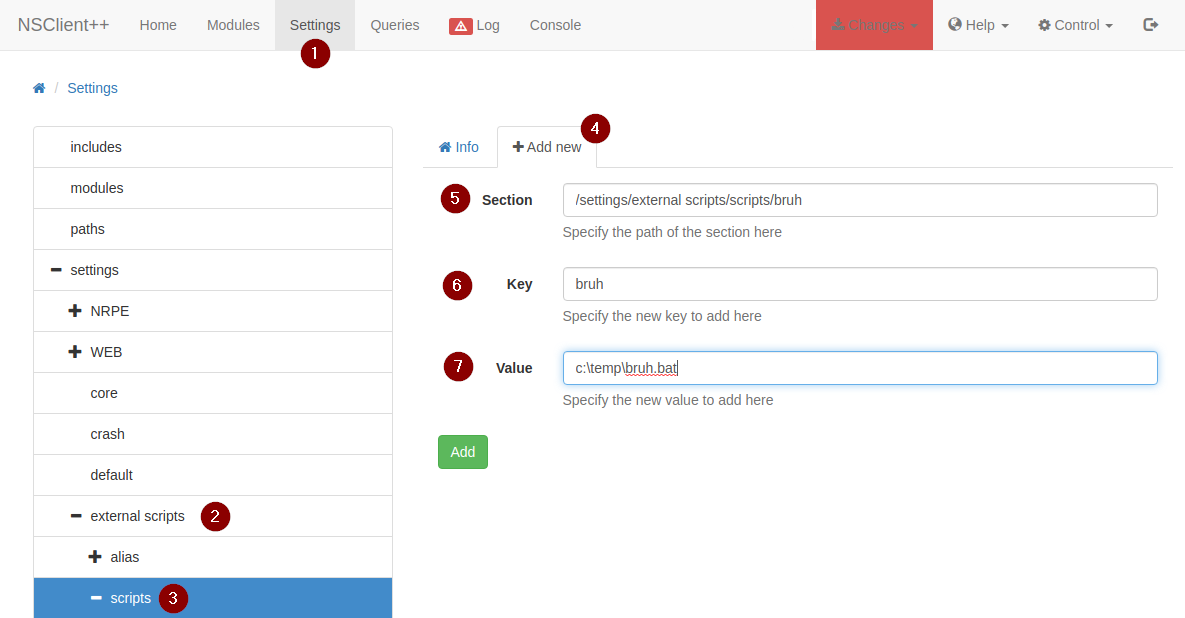 NSClient++ Home Modules Settings Queries Log Console Changes Help Control
1
Settings
includes
modules
paths
settings
NRPE
WEB
core
crash
default
external scripts 2
alias
scripts 3
Info Add new 4
5 Section /settings/external scripts/scripts/bruh
Specify the path of the section here
6 Key bruh
Specify the new key to add here
7 Value c:\temp\bruh.bat
Specify the new value to add here
Add